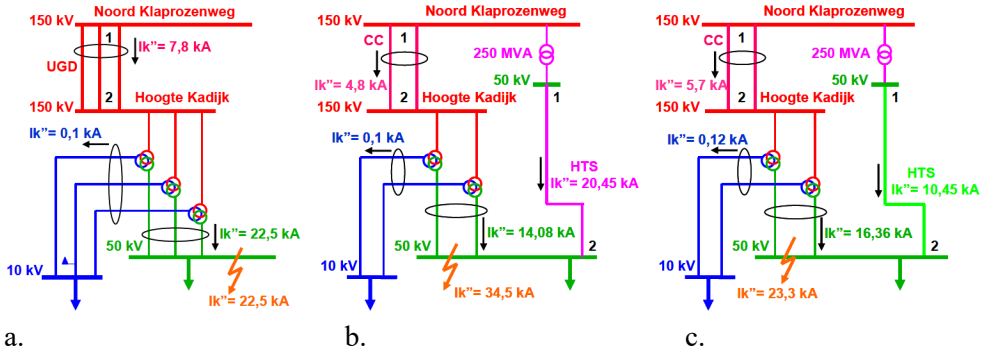 Noord Klaprozenweg
150 kV
1
Ik"= 7,8 kA
UGD
2
Hoogte Kadijk
150 kV
Ik"= 0,1 kA
Ik"= 22,5 kA
50 kV
10 kV
Ik"= 22,5 kA
a.
Noord Klaprozenweg
150 kV
1
CC
250 MVA
Ik"= 4,8 kA
50 kV
1
2
Hoogte Kadijk
150 kV
Ik"= 0,1 kA
HTS
Ik"= 20,45 kA
Ik"= 14,08 kA
50 kV
2
10 kV
Ik"= 34,5 kA
b.
Noord Klaprozenweg
150 kV
1
CC
250 MVA
Ik"= 5,7 kA
50 kV
1
2
Hoogte Kadijk
150 kV
Ik"= 0,12 kA
HTS
Ik"= 10,45 kA
Ik"= 16,36 kA
50 kV
2
10 kV
Ik"= 23,3 kA
c.